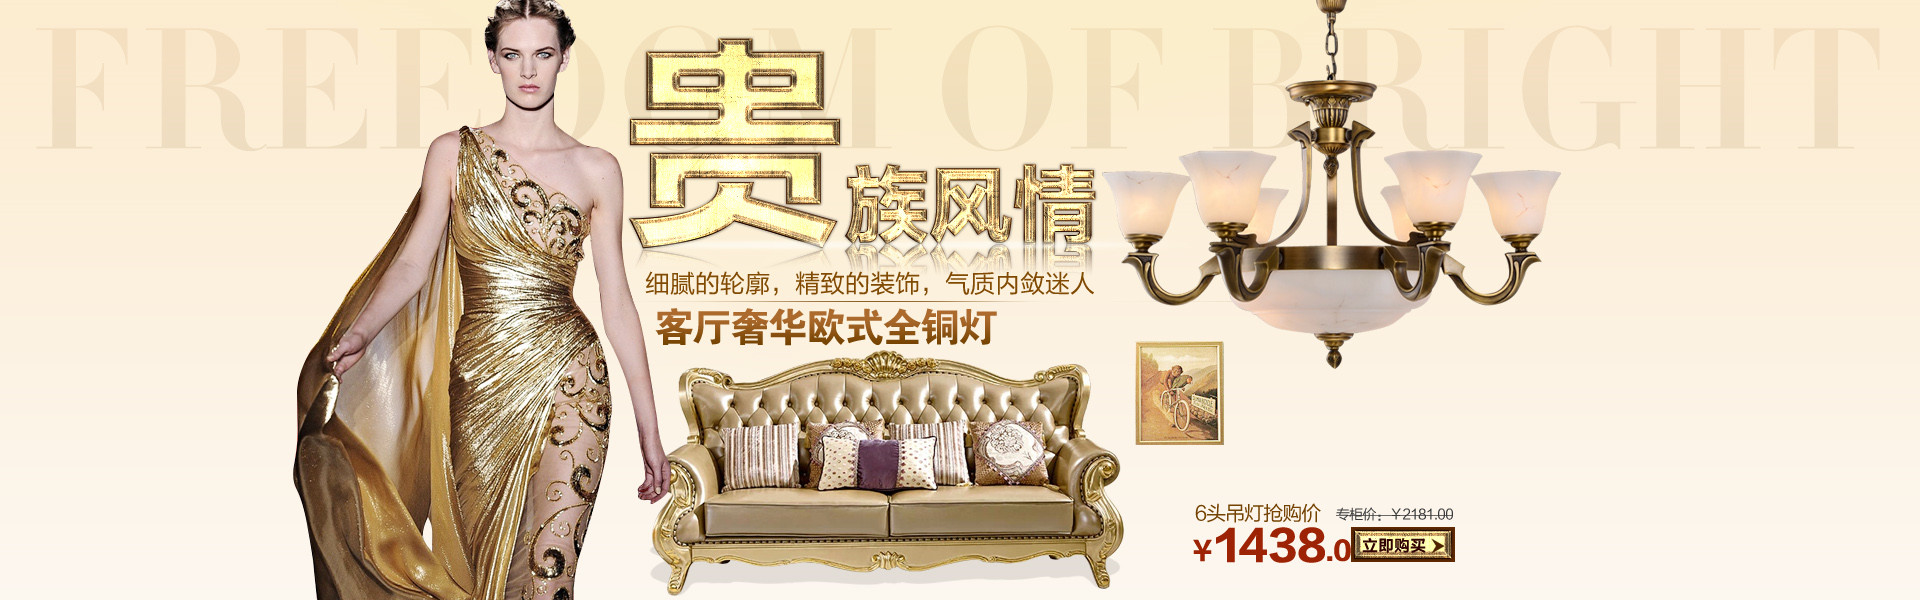 FREEDOM OF BRIGHT
贵族风情
细腻的轮廓，精致的装饰，气质内敛迷人
客厅奢华欧式全铜灯
6头吊灯抢购价 专柜价：￥2181.00
￥1438.0 立即购买